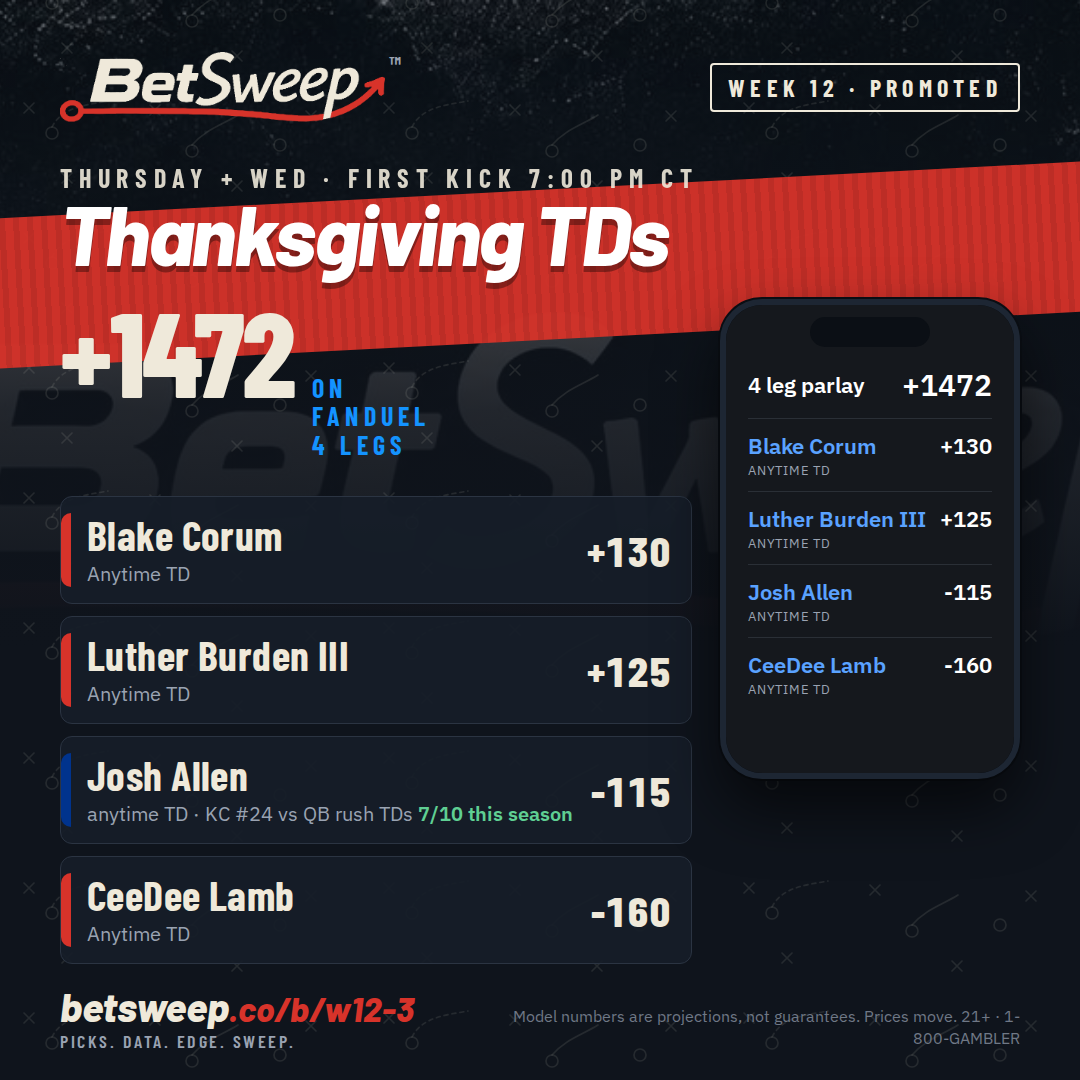 BetSweep™
WEEK 12 · PROMOTED
THURSDAY + WED · FIRST KICK 7:00 PM CT
Thanksgiving TDs
+1472
ON
FANDUEL
4 LEGS
Blake Corum
Anytime TD
+130
Luther Burden III
Anytime TD
+125
Josh Allen
anytime TD · KC #24 vs QB rush TDs 7/10 this season
-115
CeeDee Lamb
Anytime TD
-160
4 leg parlay +1472
Blake Corum +130
ANYTIME TD
Luther Burden III +125
ANYTIME TD
Josh Allen -115
ANYTIME TD
CeeDee Lamb -160
ANYTIME TD
betsweep.co/b/w12-3
PICKS. DATA. EDGE. SWEEP.
Model numbers are projections, not guarantees. Prices move. 21+ · 1-
800-GAMBLER